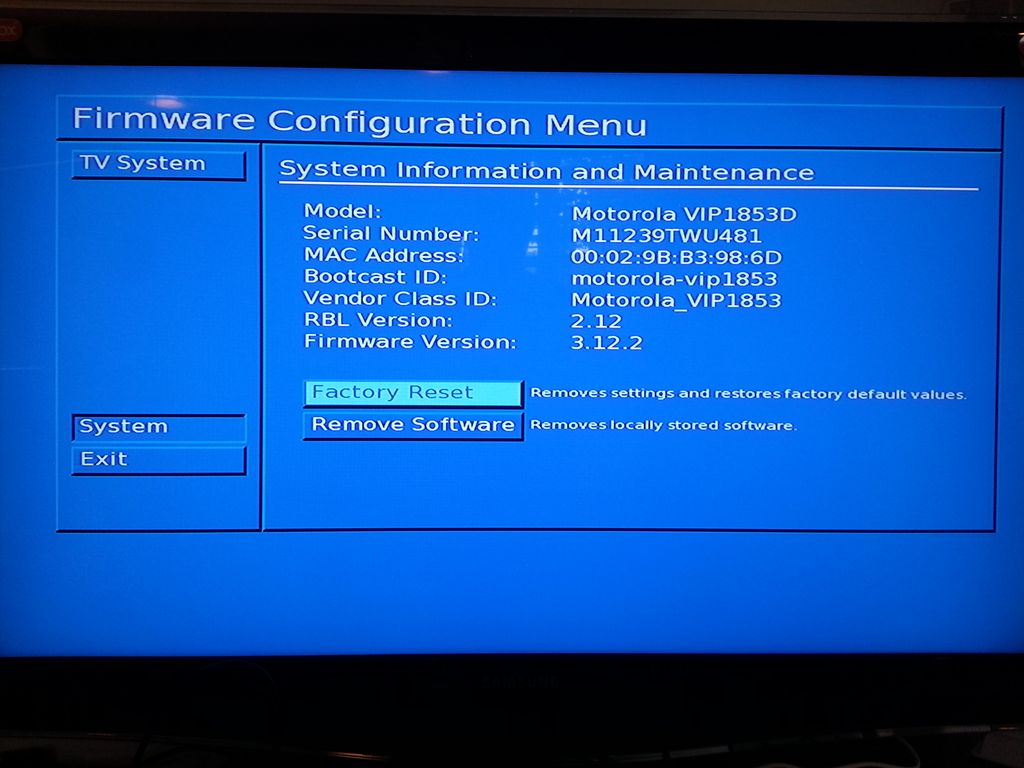 Firmware Configuration Menu
TV System
System Information and Maintenance
Model: Motorola VIP1853D
Serial Number: M11239TWU481
MAC Address: 00:02:9B:B3:98:6D
Bootcast ID: motorola-vip1853
Vendor Class ID: Motorola_VIP1853
RBL Version: 2.12
Firmware Version: 3.12.2
Factory Reset Removes settings and restores factory default values.
System
Remove Software Removes locally stored software.
Exit
SAMSUNG